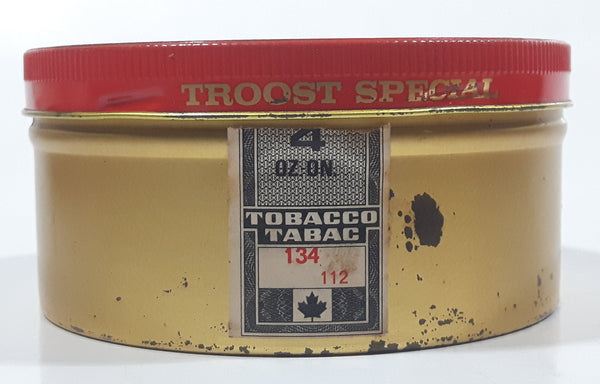 TROOST SPECIAL
4
OZ·ON.
TOBACCO
TABAC
134
112